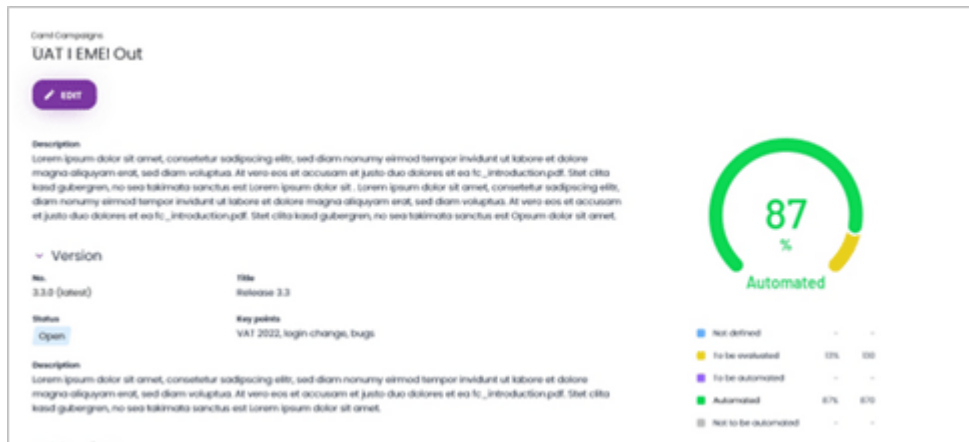 Campaigns
UAT I EMEI Out
EDIT
Description
Lorem ipsum dolor sit amet, consetetur sadipscing elitr, sed diam nonumy eirmod tempor invidunt ut labore et dolore
magna aliquyam erat, sed diam voluptua. At vero eos et accusam et justo duo dolores et ea fc_introduction.pdf. Stet clita
kasd gubergren, no sea takimata sanctus est Lorem ipsum dolor sit . Lorem ipsum dolor sit amet, consetetur sadipscing elitr,
diam nonumy eirmod tempor invidunt ut labore et dolore magna aliquyam erat, sed diam voluptua. At vero eos et accusam
et justo duo dolores et ea fc_introduction.pdf. Stet clita kasd gubergren, no sea takimata sanctus est Opsum dolor sit amet.
Version
No.
3.3.0 (latest)
Title
Release 3.3
Status
Open
Key points
VAT 2022, login change, bugs
Description
Lorem ipsum dolor sit amet, consetetur sadipscing elitr, sed diam nonumy eirmod tempor invidunt ut labore et dolore
magna aliquyam erat, sed diam voluptua. At vero eos et accusam et justo duo dolores et ea fc_introduction.pdf. Stet clita
kasd gubergren, no sea takimata sanctus est Lorem ipsum dolor sit amet.
87
%
Automated
Not defined - -
To be evaluated 13% 130
To be automated - -
Automated 87% 870
Not to be automated - -